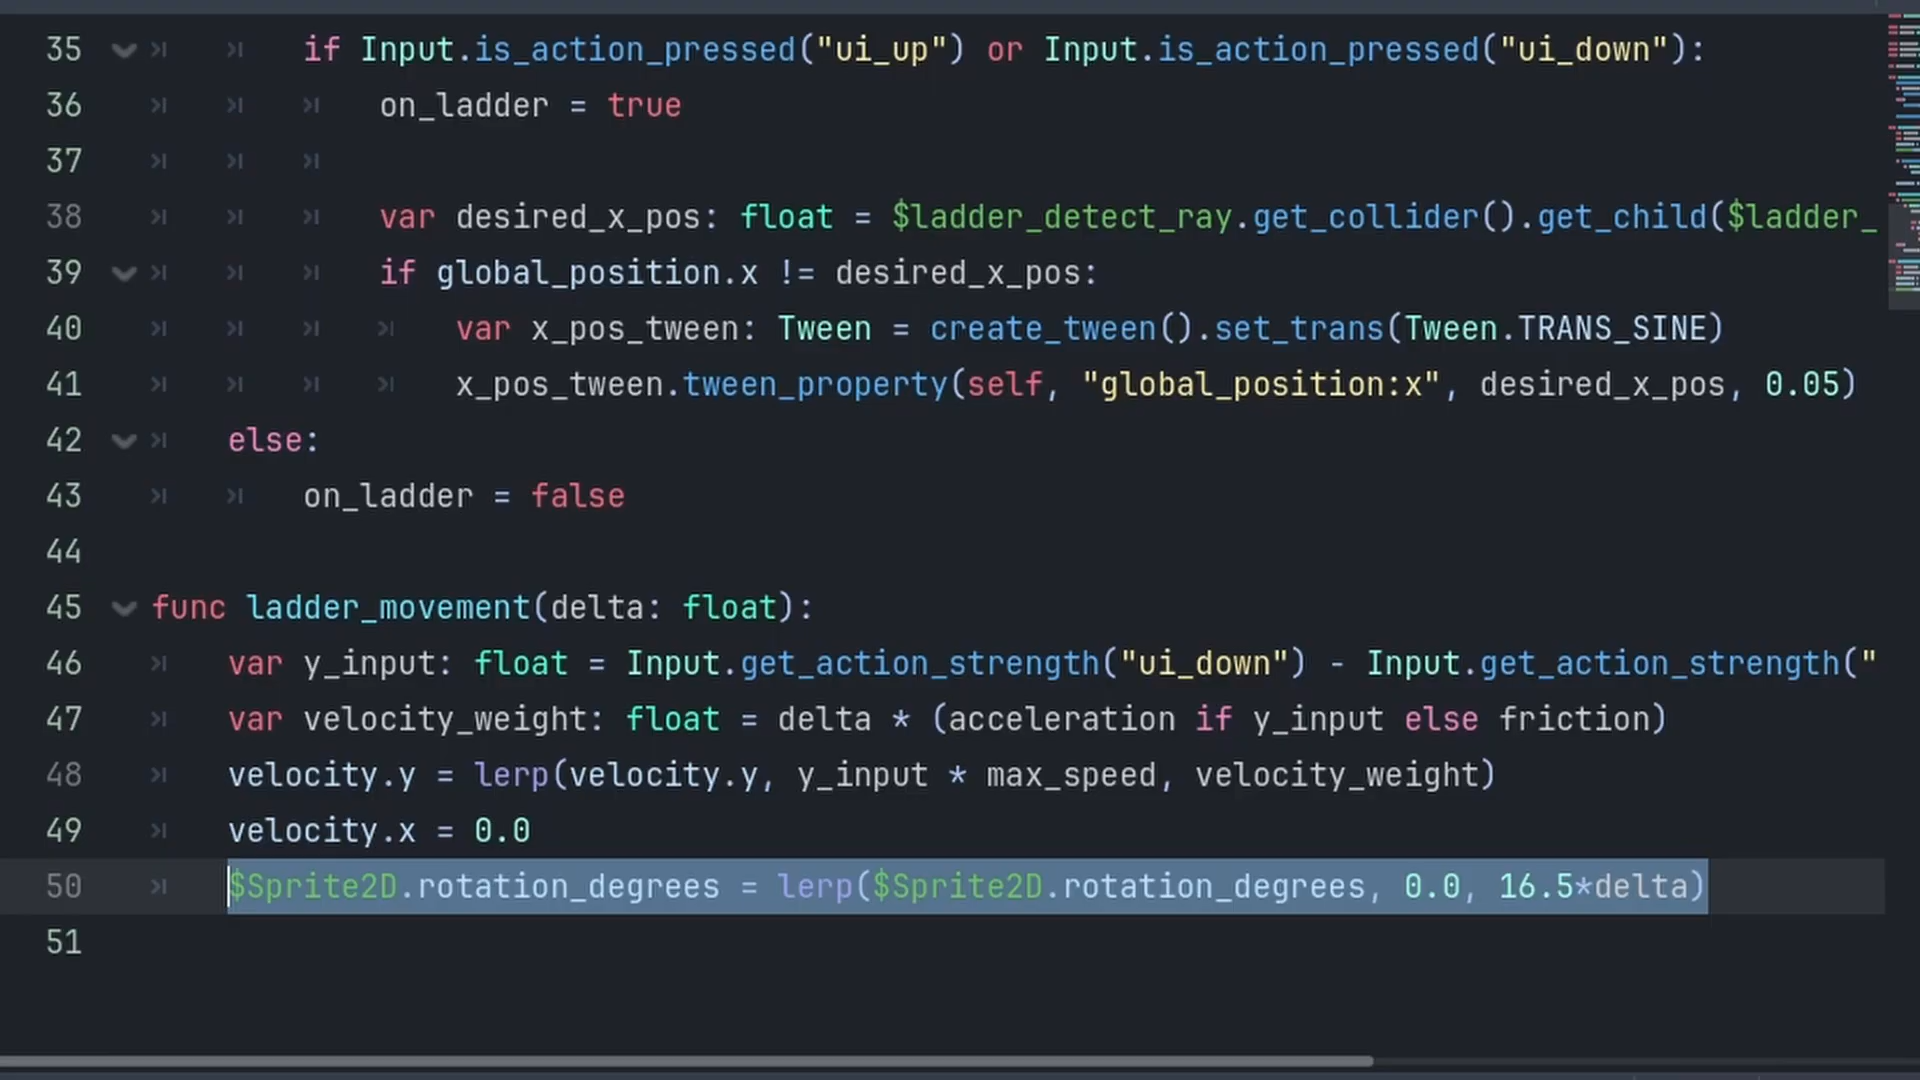 35 if Input.is_action_pressed("ui_up") or Input.is_action_pressed("ui_down"):
36 on_ladder = true
37
38 var desired_x_pos: float = $ladder_detect_ray.get_collider().get_child($ladder_
39 if global_position.x != desired_x_pos:
40 var x_pos_tween: Tween = create_tween().set_trans(Tween.TRANS_SINE)
41 x_pos_tween.tween_property(self, "global_position:x", desired_x_pos, 0.05)
42 else:
43 on_ladder = false
44
45 func ladder_movement(delta: float):
46 var y_input: float = Input.get_action_strength("ui_down") - Input.get_action_strength("
47 var velocity_weight: float = delta * (acceleration if y_input else friction)
48 velocity.y = lerp(velocity.y, y_input * max_speed, velocity_weight)
49 velocity.x = 0.0
50 $Sprite2D.rotation_degrees = lerp($Sprite2D.rotation_degrees, 0.0, 16.5*delta)
51